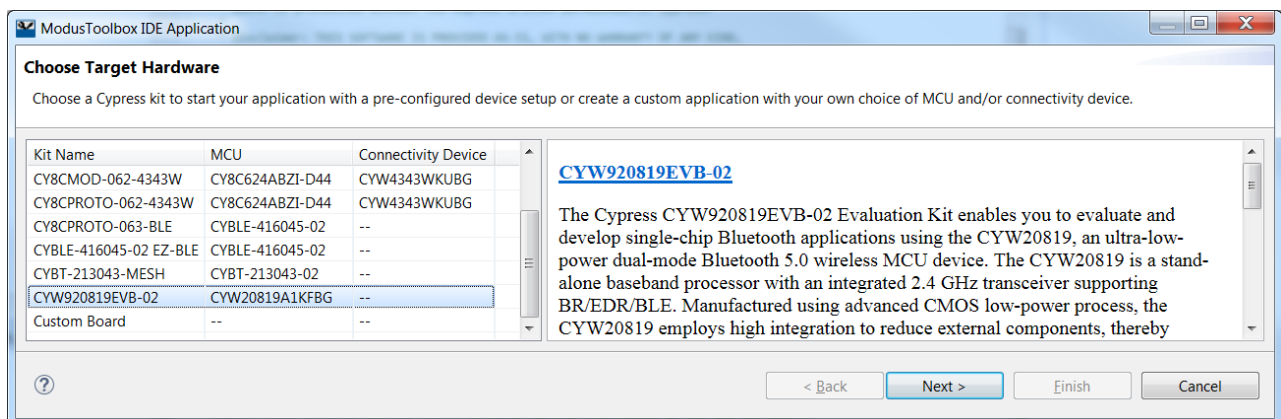 ModusToolbox IDE Application
Choose Target Hardware
Choose a Cypress kit to start your application with a pre-configured device setup or create a custom application with your own choice of MCU and/or connectivity device.
Kit Name MCU Connectivity Device
CY8CMOD-062-4343W CY8C624ABZI-D44 CYW4343WKUBG
CY8CPROTO-062-4343W CY8C624ABZI-D44 CYW4343WKUBG
CY8CPROTO-063-BLE CYBLE-416045-02 --
CYBLE-416045-02 EZ-BLE CYBLE-416045-02 --
CYBT-213043-MESH CYBT-213043-02 --
CYW920819EVB-02 CYW20819A1KFBG --
Custom Board -- --
CYW920819EVB-02
The Cypress CYW920819EVB-02 Evaluation Kit enables you to evaluate and
develop single-chip Bluetooth applications using the CYW20819, an ultra-low-
power dual-mode Bluetooth 5.0 wireless MCU device. The CYW20819 is a stand-
alone baseband processor with an integrated 2.4 GHz transceiver supporting
BR/EDR/BLE. Manufactured using advanced CMOS low-power process, the
CYW20819 employs high integration to reduce external components, thereby
? < Back Next > Finish Cancel